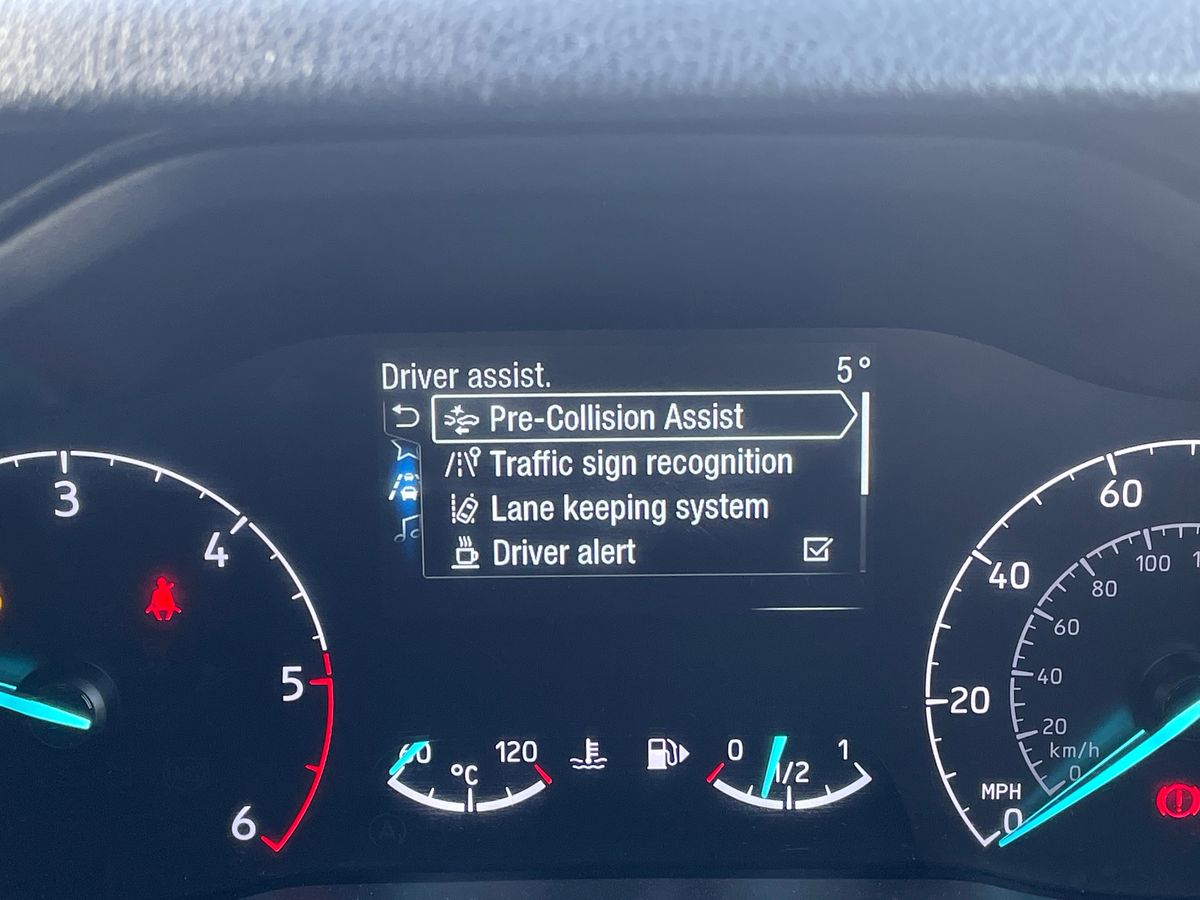 Driver assist. 5°
Pre-Collision Assist
Traffic sign recognition
Lane keeping system
Driver alert
3
4
5
6
60 120
°C
0 1/2 1
60
40
20
0
MPH
100
80
60
40
20
0
km/h
A